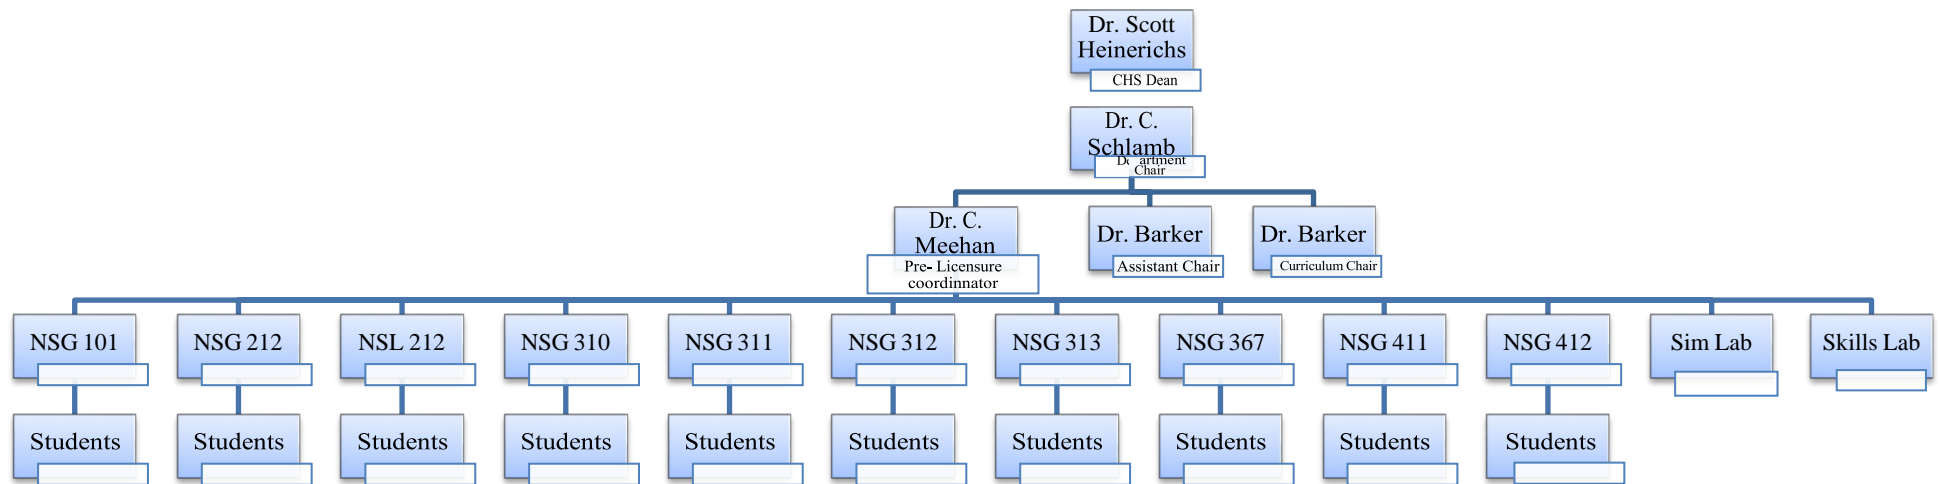 Dr. Scott
Heinerichs
CHS Dean
Dr. C.
Schlamb
Chair
Dr. C.
Meehan
Pre- Licensure
coordinnator
Dr. Barker
Assistant Chair
Dr. Barker
Curriculum Chair
NSG 101
NSG 212
NSL 212
NSG 310
NSG 311
NSG 312
NSG 313
NSG 367
NSG 411
NSG 412
Sim Lab
Skills Lab
Students
Students
Students
Students
Students
Students
Students
Students
Students
Students